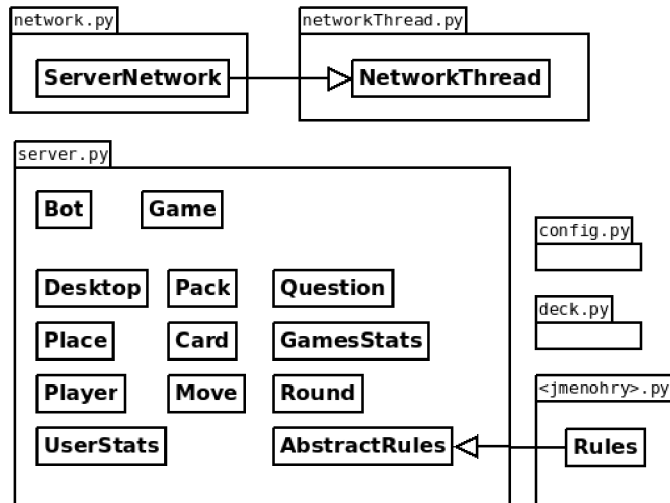 network.py
networkThread.py
ServerNetwork
NetworkThread
server.py
Bot
Game
config.py
Desktop
Pack
Question
deck.py
Place
Card
GamesStats
Player
Move
Round
<jmenohry>.py
UserStats
AbstractRules
Rules